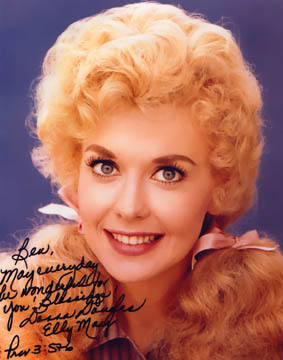 Ben,
May everyday
be wonderful for
you! Blessings
Donna Douglas
Elly May
Prov 3:5-6